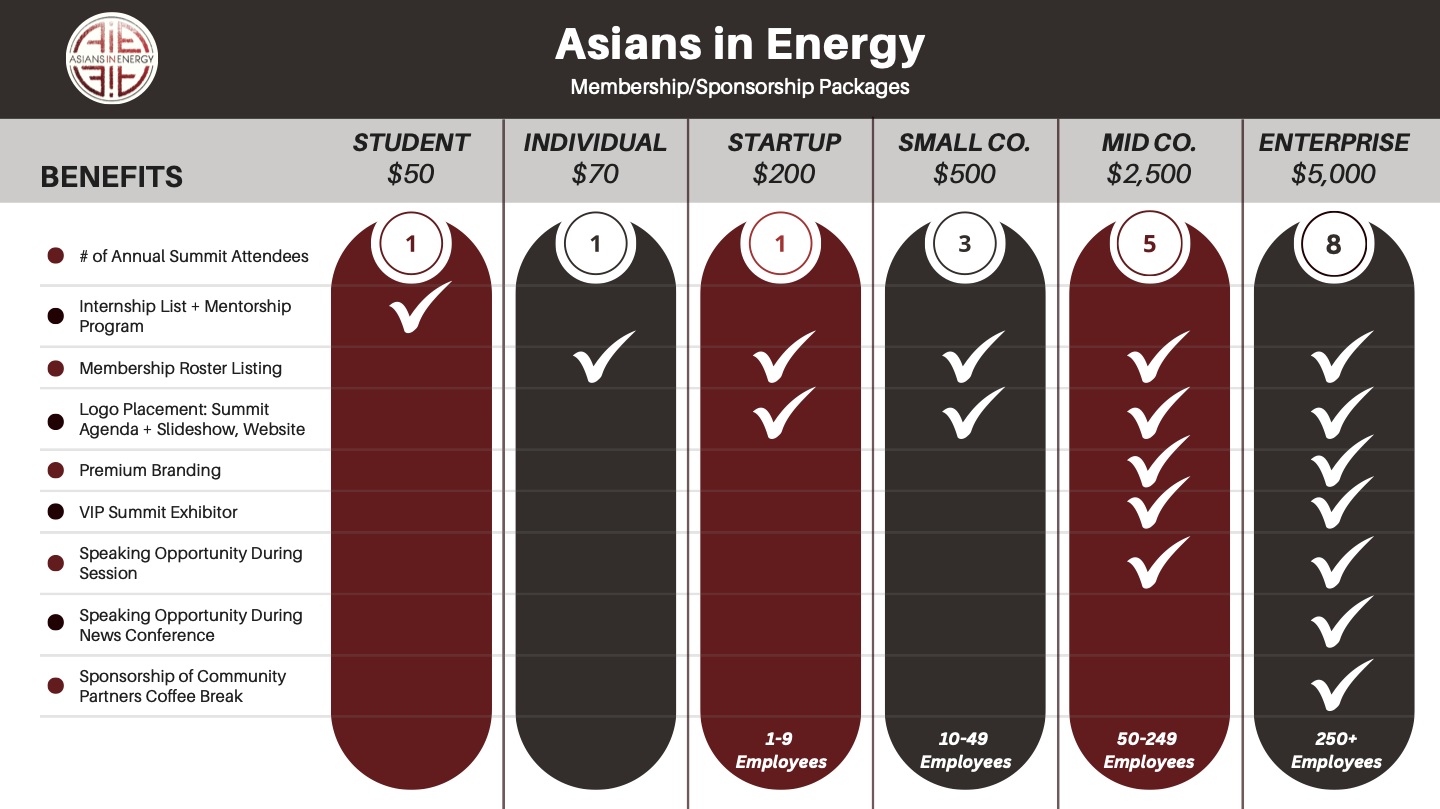 ASIANSINENERGY
Asians in Energy
Membership/Sponsorship Packages
BENEFITS
STUDENT
$50
INDIVIDUAL
$70
STARTUP
$200
SMALL CO.
$500
MID CO.
$2,500
ENTERPRISE
$5,000
# of Annual Summit Attendees
1
1
1
3
5
8
Internship List + Mentorship
Program
Membership Roster Listing
Logo Placement: Summit
Agenda + Slideshow, Website
Premium Branding
VIP Summit Exhibitor
Speaking Opportunity During
Session
Speaking Opportunity During
News Conference
Sponsorship of Community
Partners Coffee Break
1-9
Employees
10-49
Employees
50-249
Employees
250+
Employees